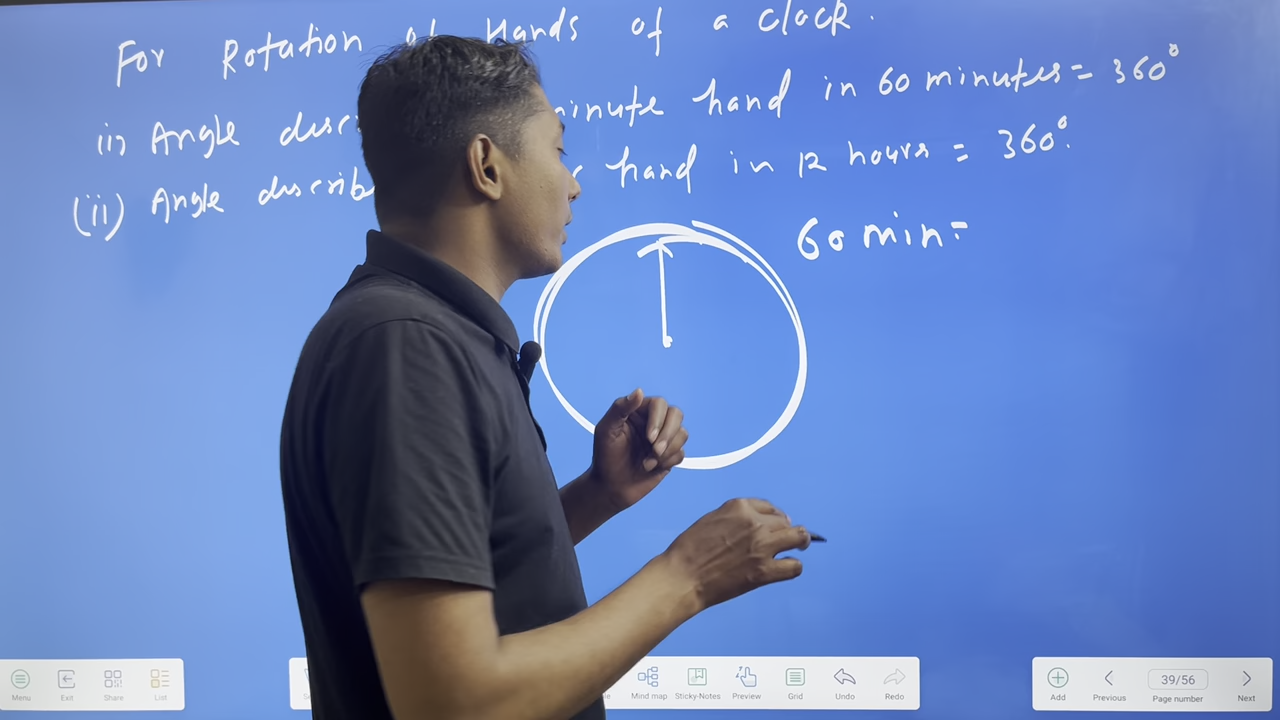 For Rotation of Hands of a clock.
(i) Angle descr minute hand in 60 minutes = 360°
(ii) Angle describ hand in 12 hours = 360°.
60 min =
Menu Exit Share List Mind map Sticky-Notes Preview Grid Undo Redo Add Previous 39/56 Page number Next